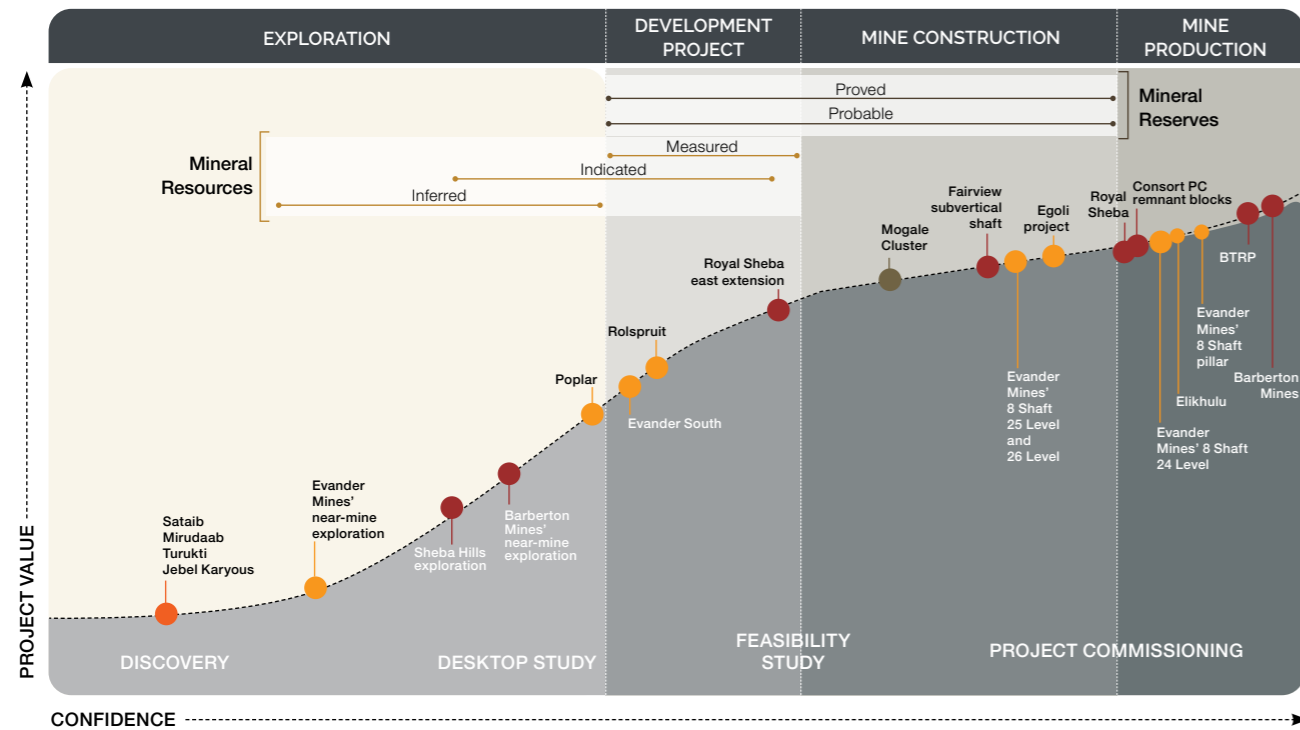 EXPLORATION
DEVELOPMENT
PROJECT
MINE CONSTRUCTION
MINE
PRODUCTION
Proved
Probable
Mineral
Reserves
Measured
Indicated
Inferred
Mineral
Resources
Sataib
Mirudaab
Turukti
Jebel Karyous
Evander
Mines'
near-mine
exploration
Sheba Hills
exploration
Barberton
Mines'
near-mine
exploration
Poplar
Evander South
Rolspruit
Royal Sheba
east extension
Mogale
Cluster
Fairview
subvertical
shaft
Evander
Mines'
8 Shaft
25 Level
and
26 Level
Egoli
project
Royal
Sheba
Consort PC
remnant blocks
Evander
Mines' 8 Shaft
24 Level
Elikhulu
Evander
Mines'
8 Shaft
pillar
BTRP
Barberton
Mines
DISCOVERY
DESKTOP STUDY
FEASIBILITY
STUDY
PROJECT COMMISSIONING
PROJECT VALUE
CONFIDENCE